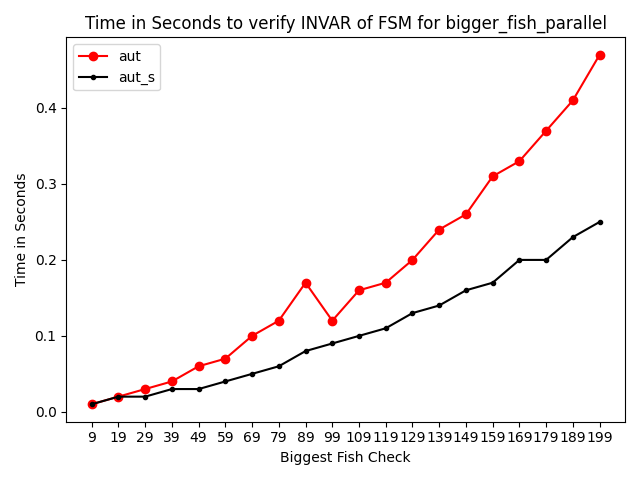 Time in Seconds to verify INVAR of FSM for bigger_fish_parallel
aut
aut_s
Time in Seconds
0.4
0.3
0.2
0.1
0.0
9 19 29 39 49 59 69 79 89 99 109 119 129 139 149 159 169 179 189 199
Biggest Fish Check